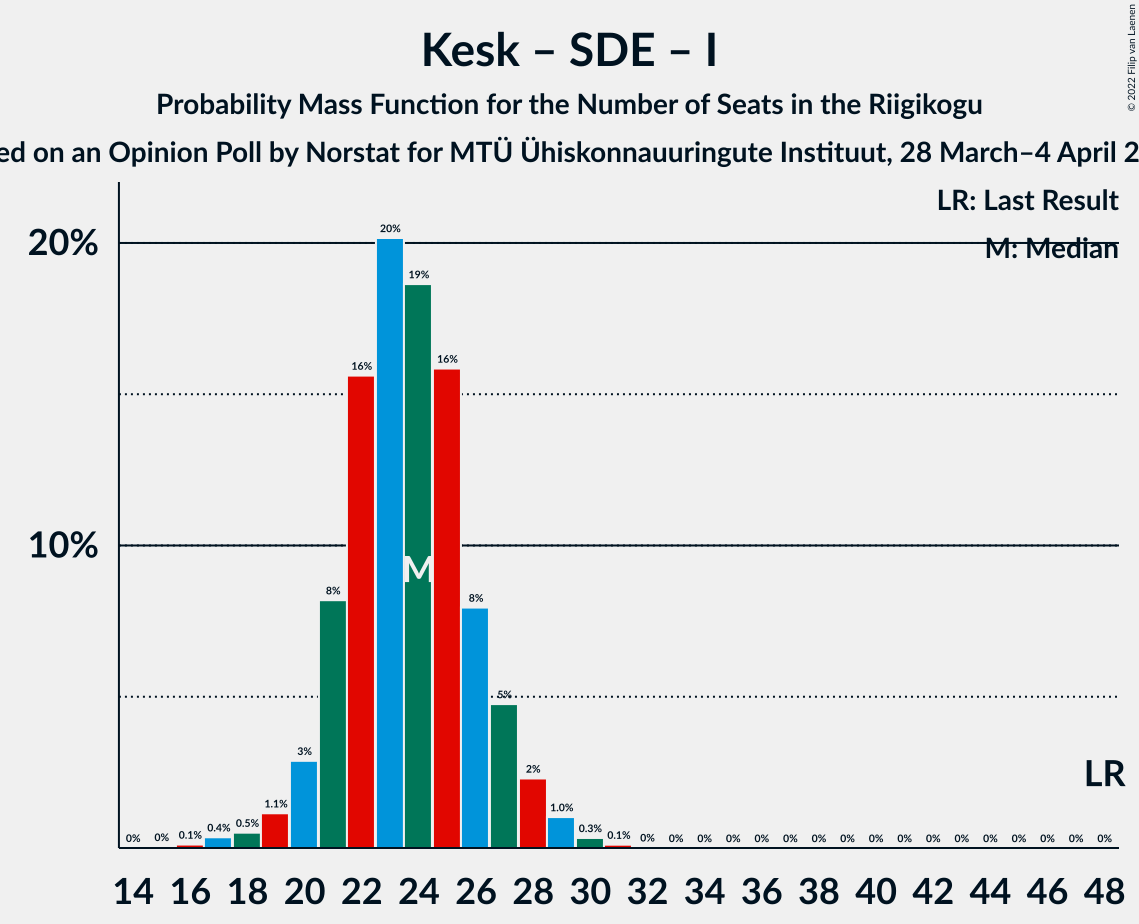 Kesk – SDE – I
Probability Mass Function for the Number of Seats in the Riigikogu
ed on an Opinion Poll by Norstat for MTÜ Ühiskonnauuringute Instituut, 28 March–4 April 2
© 2022 Filip van Laenen
LR: Last Result
M: Median
20%
10%
0% 0% 0.1% 0.4% 0.5% 1.1% 3% 8% 16% 20% 19% 16% 8% 5% 2% 1.0% 0.3% 0.1% 0% 0% 0% 0% 0% 0% 0% 0% 0% 0% 0% 0% 0% 0% 0% 0% 0%
M
LR
14 16 18 20 22 24 26 28 30 32 34 36 38 40 42 44 46 48